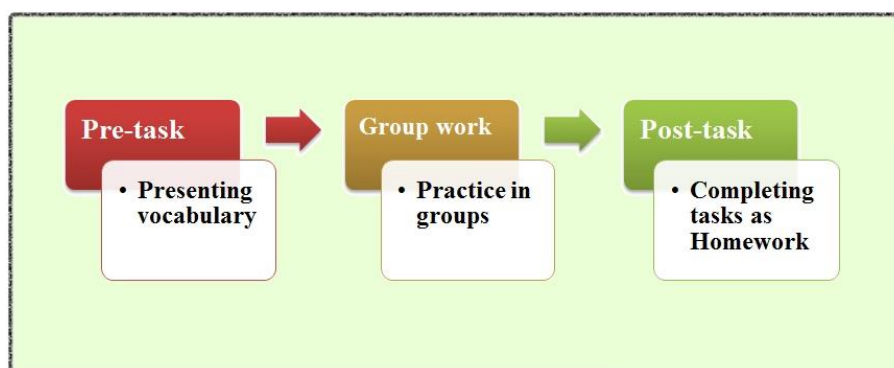 Pre-task
• Presenting
vocabulary
Group work
• Practice in
groups
Post-task
• Completing
tasks as
Homework